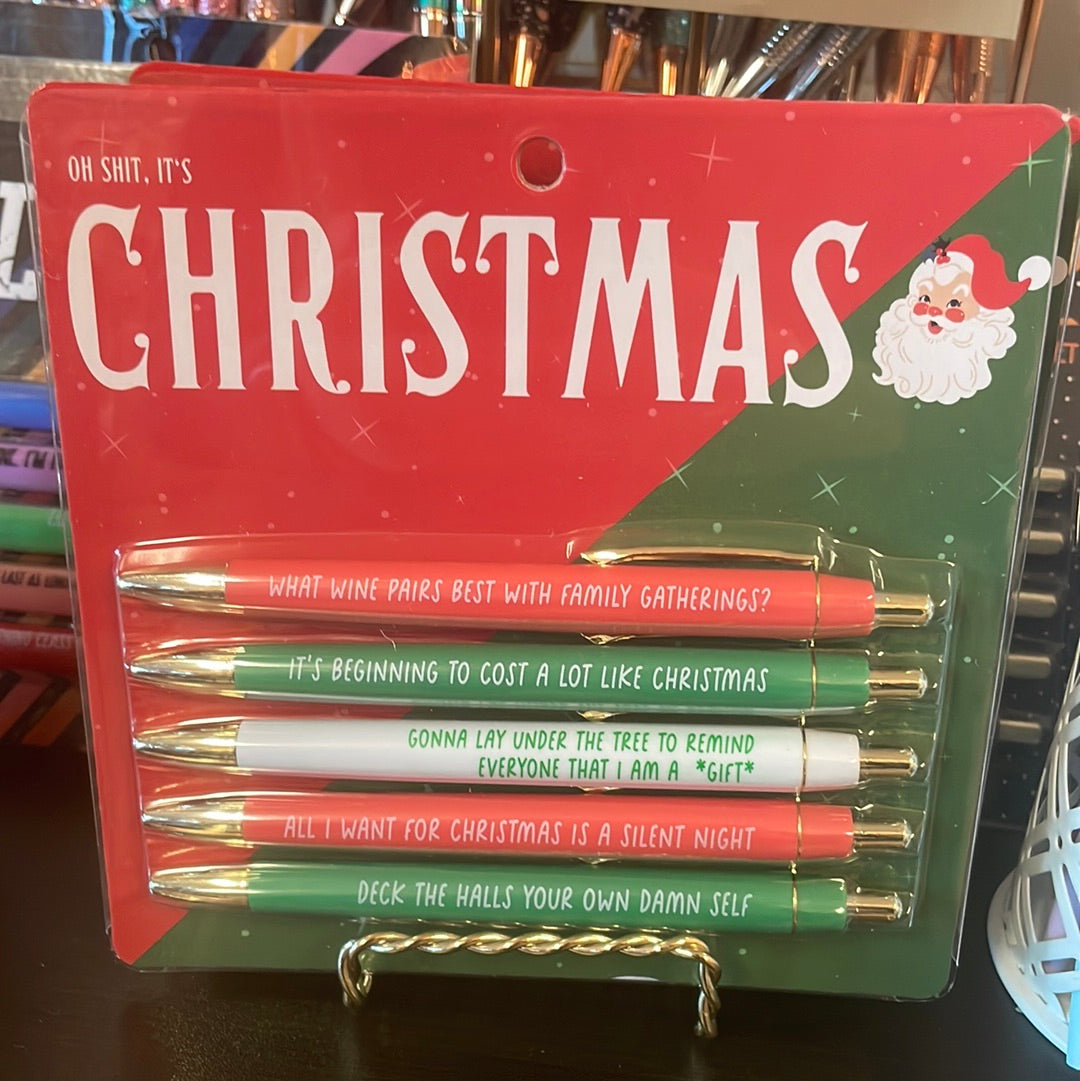 OH SHIT, IT'S
CHRISTMAS
WHAT WINE PAIRS BEST WITH FAMILY GATHERINGS?
IT'S BEGINNING TO COST A LOT LIKE CHRISTMAS
GONNA LAY UNDER THE TREE TO REMIND
EVERYONE THAT I AM A *GIFT*
ALL I WANT FOR CHRISTMAS IS A SILENT NIGHT
DECK THE HALLS YOUR OWN DAMN SELF
LAST AS